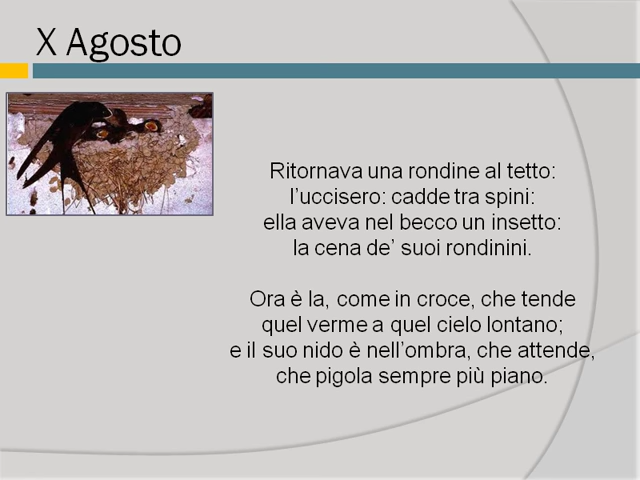 X Agosto
Ritornava una rondine al tetto:
l'uccisero: cadde tra spini:
ella aveva nel becco un insetto:
la cena de' suoi rondinini.
Ora è la, come in croce, che tende
quel verme a quel cielo lontano;
e il suo nido è nell'ombra, che attende,
che pigola sempre più piano.